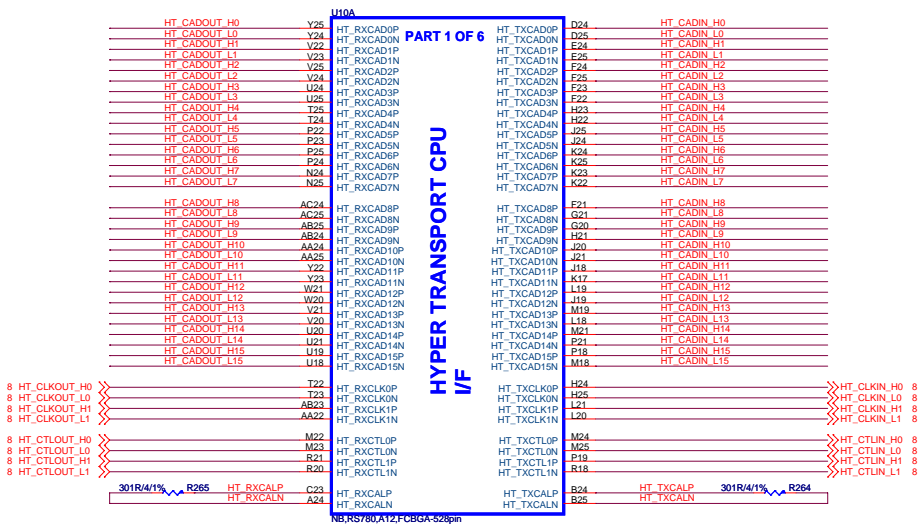 U10A
PART 1 OF 6
HYPER TRANSPORT CPU
I/F
HT_CADOUT_H0 Y25 HT_RXCAD0P HT_TXCAD0P D24 HT_CADIN_H0
HT_CADOUT_L0 Y24 HT_RXCAD0N HT_TXCAD0N D25 HT_CADIN_L0
HT_CADOUT_H1 V22 HT_RXCAD1P HT_TXCAD1P E24 HT_CADIN_H1
HT_CADOUT_L1 V23 HT_RXCAD1N HT_TXCAD1N E25 HT_CADIN_L1
HT_CADOUT_H2 V25 HT_RXCAD2P HT_TXCAD2P F24 HT_CADIN_H2
HT_CADOUT_L2 V24 HT_RXCAD2N HT_TXCAD2N F25 HT_CADIN_L2
HT_CADOUT_H3 U24 HT_RXCAD3P HT_TXCAD3P F23 HT_CADIN_H3
HT_CADOUT_L3 U25 HT_RXCAD3N HT_TXCAD3N F22 HT_CADIN_L3
HT_CADOUT_H4 T25 HT_RXCAD4P HT_TXCAD4P H23 HT_CADIN_H4
HT_CADOUT_L4 T24 HT_RXCAD4N HT_TXCAD4N H22 HT_CADIN_L4
HT_CADOUT_H5 P22 HT_RXCAD5P HT_TXCAD5P J25 HT_CADIN_H5
HT_CADOUT_L5 P23 HT_RXCAD5N HT_TXCAD5N J24 HT_CADIN_L5
HT_CADOUT_H6 P25 HT_RXCAD6P HT_TXCAD6P K24 HT_CADIN_H6
HT_CADOUT_L6 P24 HT_RXCAD6N HT_TXCAD6N K25 HT_CADIN_L6
HT_CADOUT_H7 N24 HT_RXCAD7P HT_TXCAD7P K23 HT_CADIN_H7
HT_CADOUT_L7 N25 HT_RXCAD7N HT_TXCAD7N K22 HT_CADIN_L7
HT_CADOUT_H8 AC24 HT_RXCAD8P HT_TXCAD8P F21 HT_CADIN_H8
HT_CADOUT_L8 AC25 HT_RXCAD8N HT_TXCAD8N G21 HT_CADIN_L8
HT_CADOUT_H9 AB25 HT_RXCAD9P HT_TXCAD9P G20 HT_CADIN_H9
HT_CADOUT_L9 AB24 HT_RXCAD9N HT_TXCAD9N H21 HT_CADIN_L9
HT_CADOUT_H10 AA24 HT_RXCAD10P HT_TXCAD10P J20 HT_CADIN_H10
HT_CADOUT_L10 AA25 HT_RXCAD10N HT_TXCAD10N J21 HT_CADIN_L10
HT_CADOUT_H11 Y22 HT_RXCAD11P HT_TXCAD11P J18 HT_CADIN_H11
HT_CADOUT_L11 Y23 HT_RXCAD11N HT_TXCAD11N K17 HT_CADIN_L11
HT_CADOUT_H12 W21 HT_RXCAD12P HT_TXCAD12P L19 HT_CADIN_H12
HT_CADOUT_L12 W20 HT_RXCAD12N HT_TXCAD12N J19 HT_CADIN_L12
HT_CADOUT_H13 V21 HT_RXCAD13P HT_TXCAD13P M19 HT_CADIN_H13
HT_CADOUT_L13 V20 HT_RXCAD13N HT_TXCAD13N L18 HT_CADIN_L13
HT_CADOUT_H14 U20 HT_RXCAD14P HT_TXCAD14P M21 HT_CADIN_H14
HT_CADOUT_L14 U21 HT_RXCAD14N HT_TXCAD14N P21 HT_CADIN_L14
HT_CADOUT_H15 U19 HT_RXCAD15P HT_TXCAD15P P18 HT_CADIN_H15
HT_CADOUT_L15 U18 HT_RXCAD15N HT_TXCAD15N M18 HT_CADIN_L15
8 HT_CLKOUT_H0 T22 HT_RXCLK0P HT_TXCLK0P H24 HT_CLKIN_H0 8
8 HT_CLKOUT_L0 T23 HT_RXCLK0N HT_TXCLK0N H25 HT_CLKIN_L0 8
8 HT_CLKOUT_H1 AB23 HT_RXCLK1P HT_TXCLK1P L21 HT_CLKIN_H1 8
8 HT_CLKOUT_L1 AA22 HT_RXCLK1N HT_TXCLK1N L20 HT_CLKIN_L1 8
8 HT_CTLOUT_H0 M22 HT_RXCTL0P HT_TXCTL0P M24 HT_CTLIN_H0 8
8 HT_CTLOUT_L0 M23 HT_RXCTL0N HT_TXCTL0N M25 HT_CTLIN_L0 8
8 HT_CTLOUT_H1 R21 HT_RXCTL1P HT_TXCTL1P P19 HT_CTLIN_H1 8
8 HT_CTLOUT_L1 R20 HT_RXCTL1N HT_TXCTL1N R18 HT_CTLIN_L1 8
301R/4/1% R265 HT_RXCALP C23 HT_RXCALP HT_TXCALP B24 HT_TXCALP 301R/4/1% R264
HT_RXCALN A24 HT_RXCALN HT_TXCALN B25 HT_TXCALN
NB,RS780,A12,FCBGA-528pin